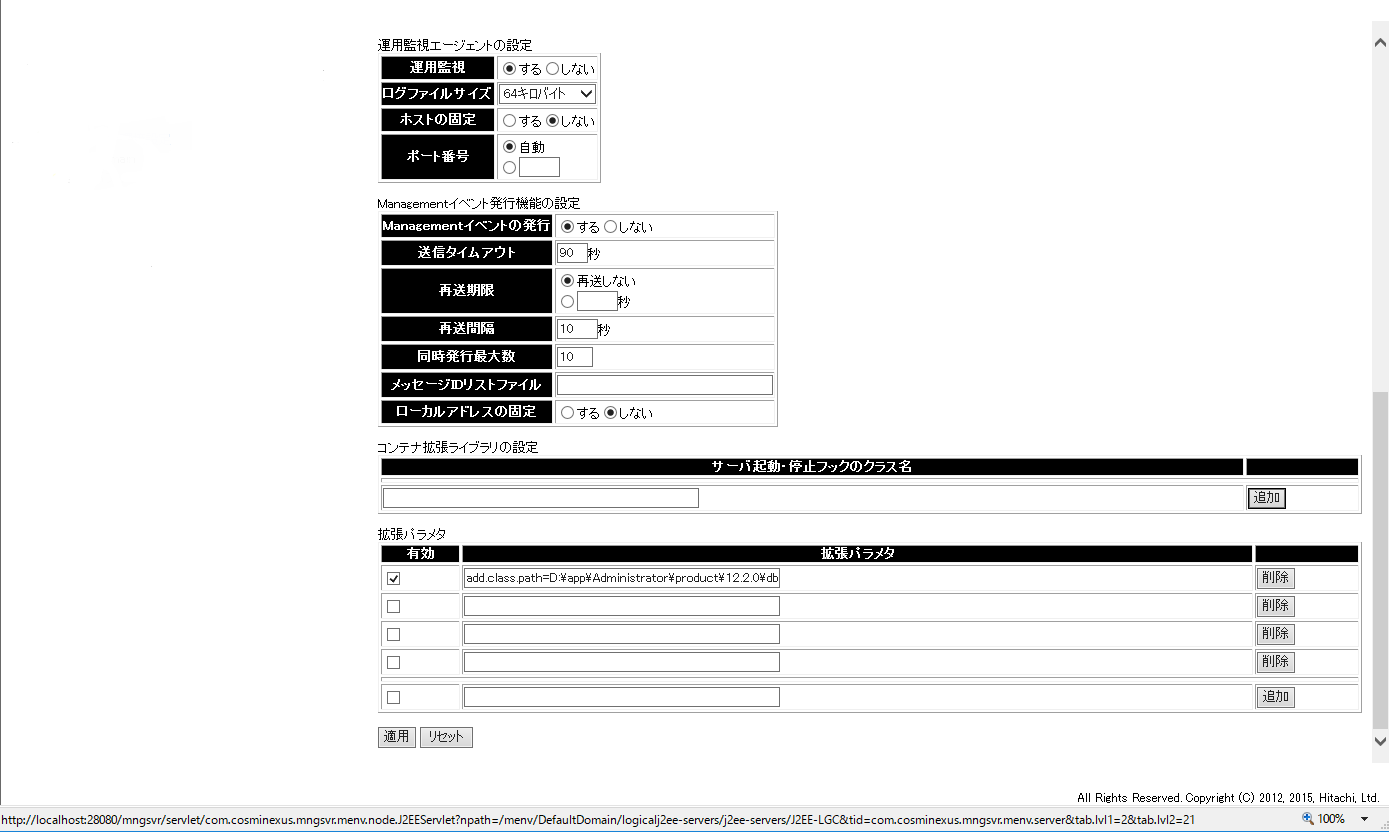 運用監視エージェントの設定
運用監視 する しない
ログファイルサイズ 64キロバイト
ホストの固定 する しない
ポート番号 自動
Managementイベント発行機能の設定
Managementイベントの発行 する しない
送信タイムアウト 90 秒
再送期限 再送しない
秒
再送間隔 10 秒
同時発行最大数 10
メッセージIDリストファイル
ローカルアドレスの固定 する しない
コンテナ拡張ライブラリの設定
サーバ起動・停止フックのクラス名
追加
拡張パラメタ
有効 拡張パラメタ
add.class.path=D:¥app¥Administrator¥product¥12.2.0¥db 削除
削除
削除
削除
追加
適用 リセット
All Rights Reserved. Copyright (C) 2012, 2015, Hitachi, Ltd.
http://localhost:28080/mngsvr/servlet/com.cosminexus.mngsvr.menv.node.J2EEServlet?npath=/menv/DefaultDomain/logicalj2ee-servers/j2ee-servers/J2EE-LGC&tid=com.cosminexus.mngsvr.menv.server&tab.lvl1=2&tab.lvl2=21 100%